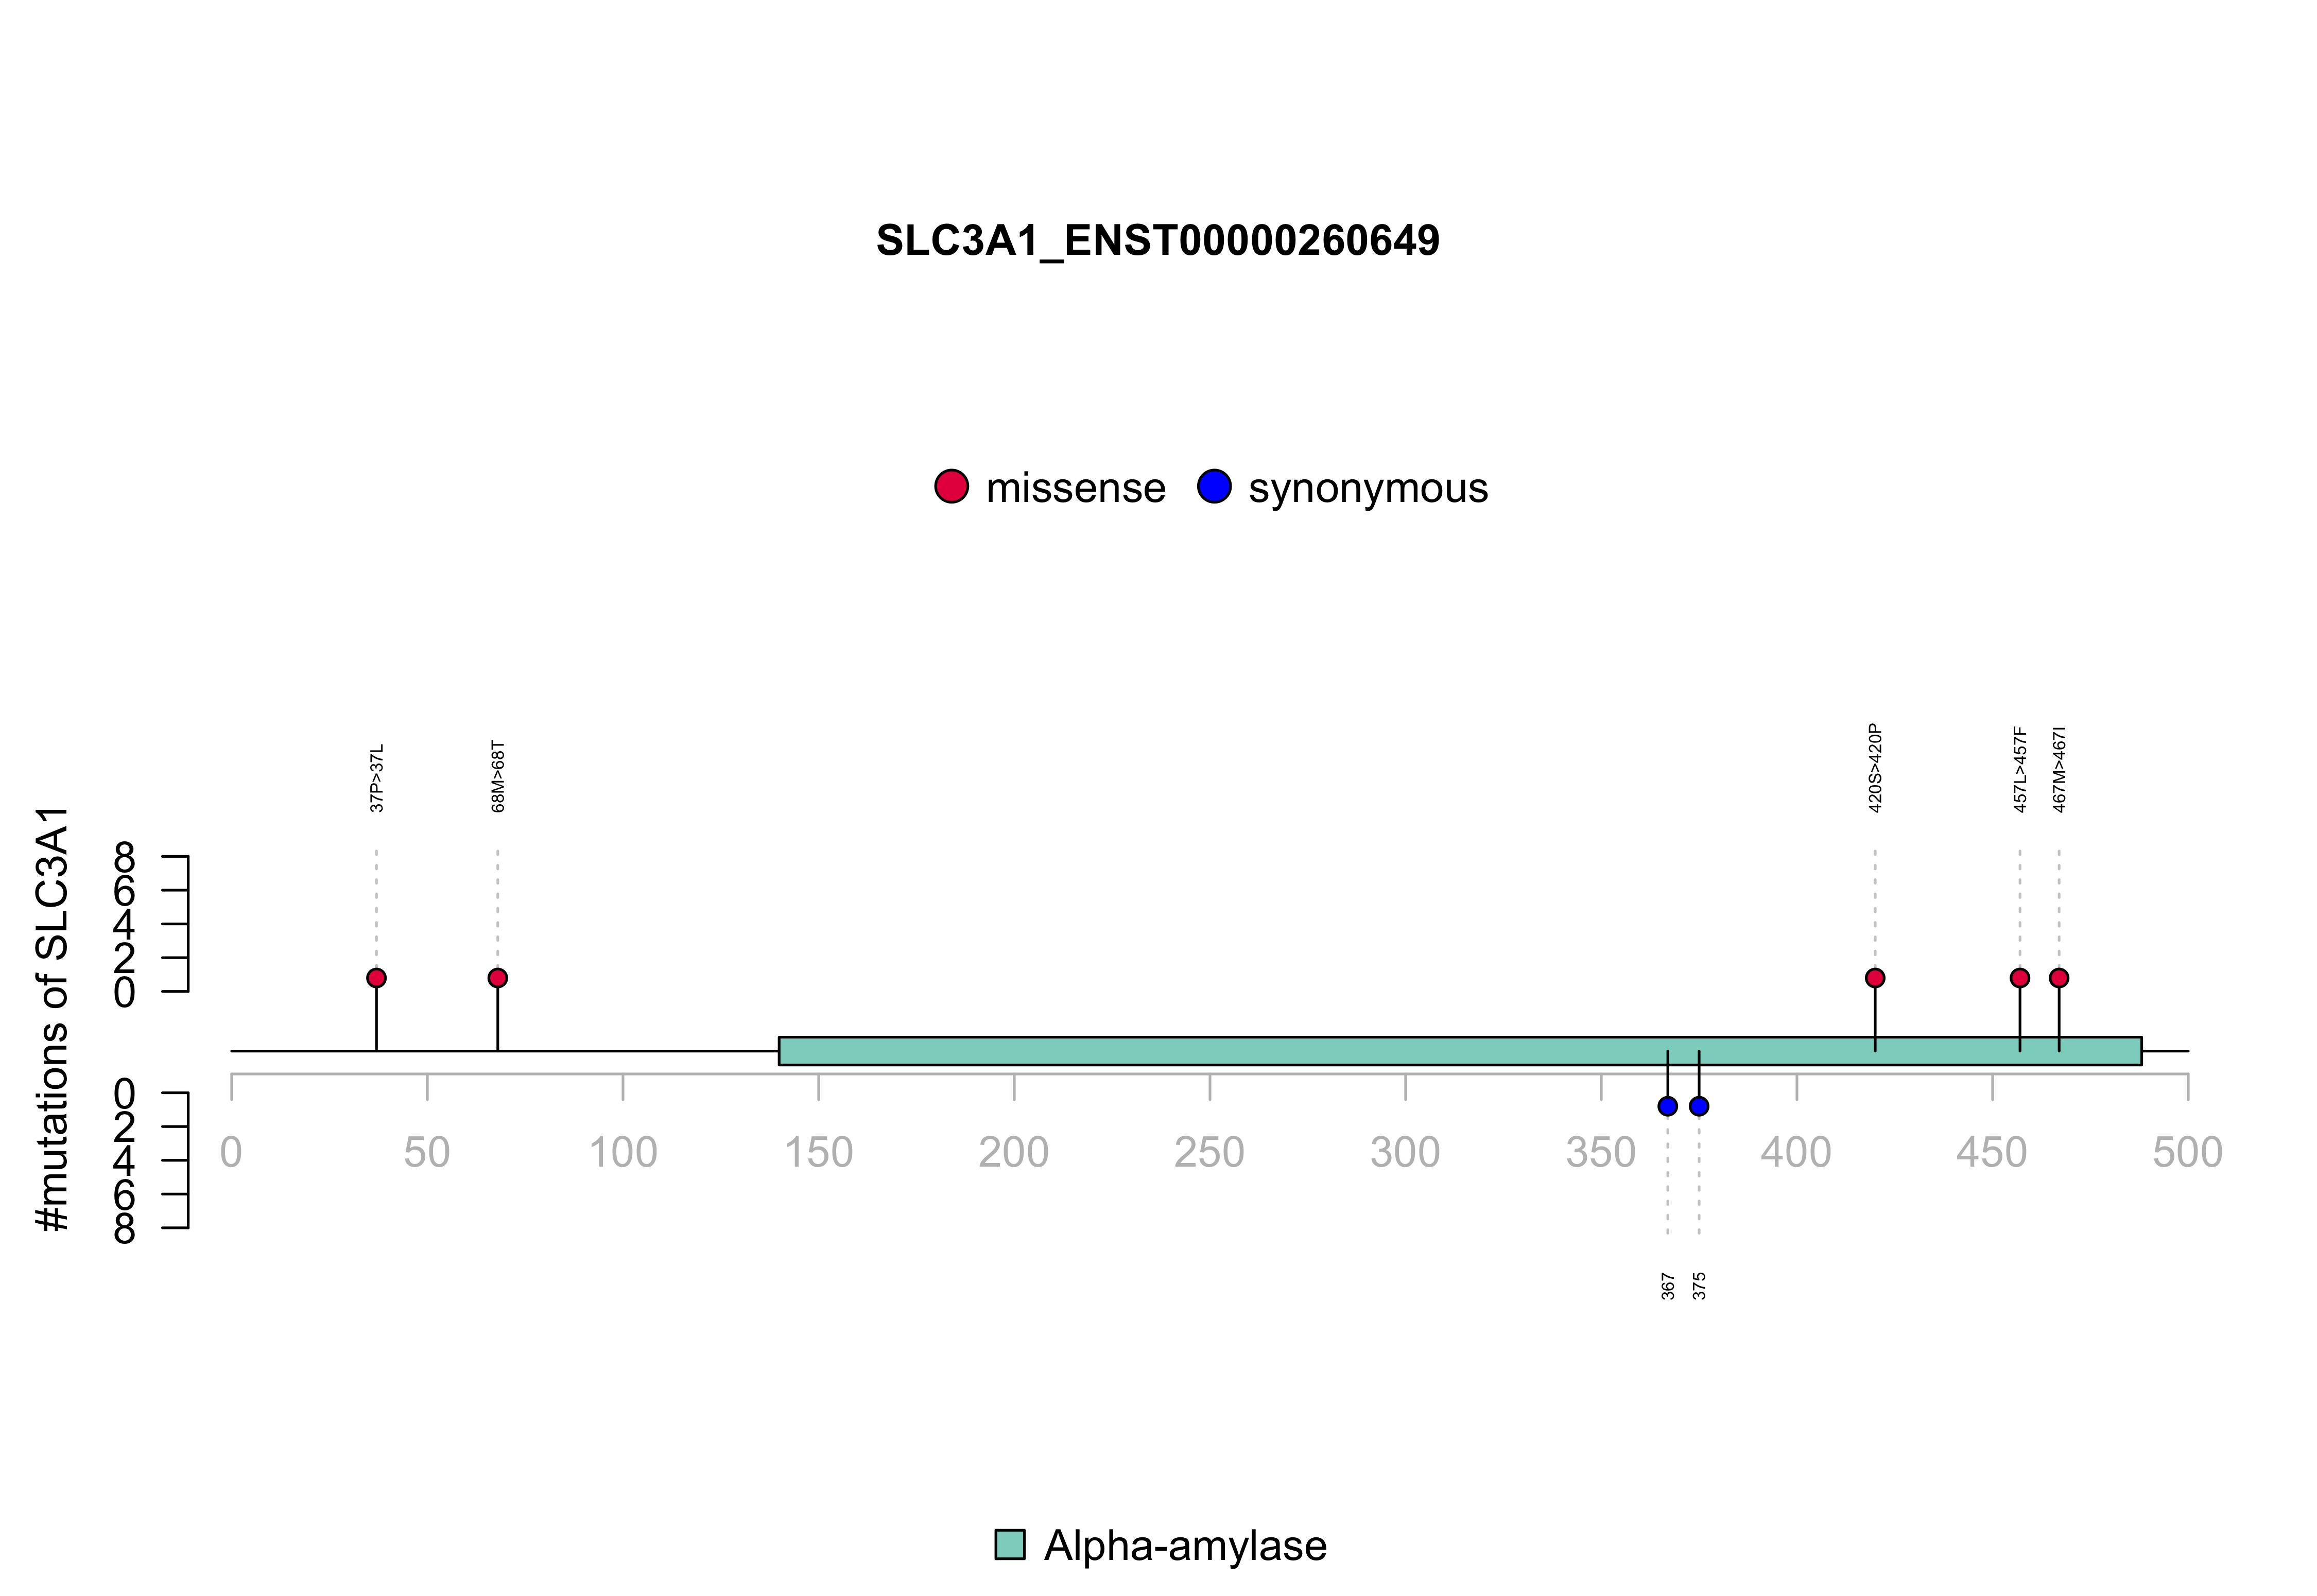 SLC3A1_ENST00000260649
missense synonymous
37P>37L 68M>68T 420S>420P 457L>457F 467M>467I
#mutations of SLC3A1
8
6
4
2
0
0
2
4
6
8
0 50 100 150 200 250 300 350 400 450 500
367 375
Alpha-amylase